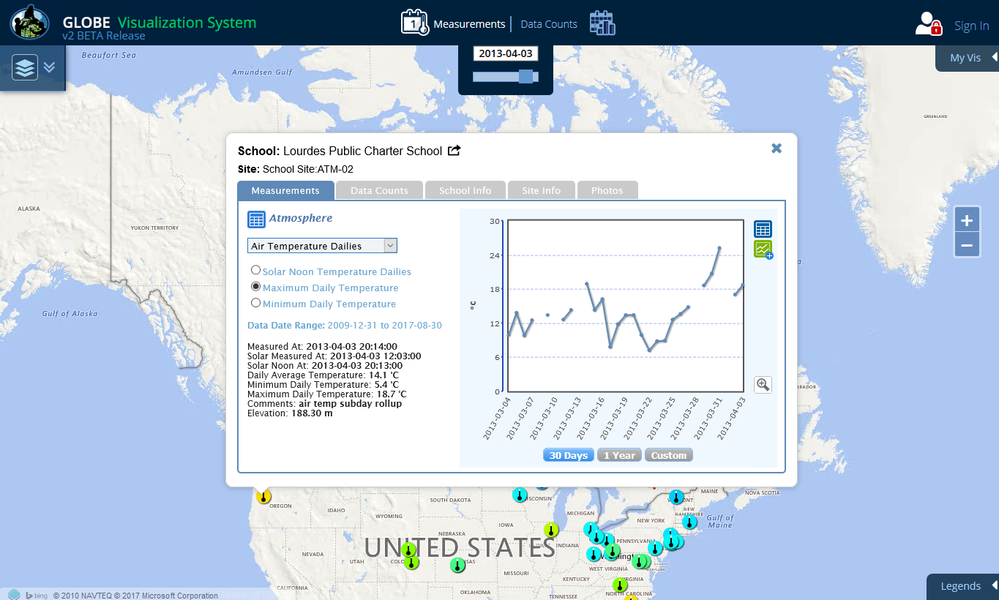 GLOBE Visualization System
v2 BETA Release
1
Measurements
Data Counts
Sign In
2013-04-03
My Vis
Beaufort Sea
Amundsen Gulf
GREENLAND
ALASKA
YUKON TERRITORY
Gulf of Alaska
School: Lourdes Public Charter School
Site: School Site:ATM-02
Measurements
Data Counts
School Info
Site Info
Photos
Atmosphere
Air Temperature Dailies
Solar Noon Temperature Dailies
Maximum Daily Temperature
Minimum Daily Temperature
Data Date Range: 2009-12-31 to 2017-08-30
Measured At: 2013-04-03 20:14:00
Solar Measured At: 2013-04-03 12:03:00
Solar Noon At: 2013-04-03 20:13:00
Daily Average Temperature: 14.1 °C
Minimum Daily Temperature: 5.4 °C
Maximum Daily Temperature: 18.7 °C
Comments: air temp subday rollup
Elevation: 188.30 m
30
24
18
12
6
0
°C
2013-03-04
2013-03-07
2013-03-10
2013-03-13
2013-03-16
2013-03-19
2013-03-22
2013-03-25
2013-03-28
2013-03-31
2013-04-03
30 Days
1 Year
Custom
+
−
RADOR
OREGON
IDAHO
WYOMING
SOUTH DAKOTA
ISCONSIN
MICHIGAN
MAINE
NOVA SCOTIA
NEW HAMPSHIRE
Gulf of Maine
NEW YORK
IOWA
NEBRASKA
INDIANA
PENNSYLVANIA
UNITED STATES
NEVADA
UTAH
COLO
SAS
MISSOURI
WEST VIRGINIA
MARYLAND
KENTUCKY
CALIFORNIA
OKLAHOMA
TENNESSEE
NORTH CAROLINA
Legends
bing © 2010 NAVTEQ © 2017 Microsoft Corporation